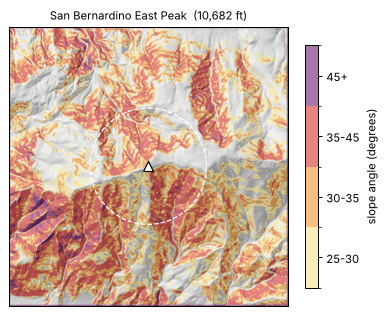 San Bernardino East Peak (10,682 ft)
45+
35-45
30-35
25-30
slope angle (degrees)